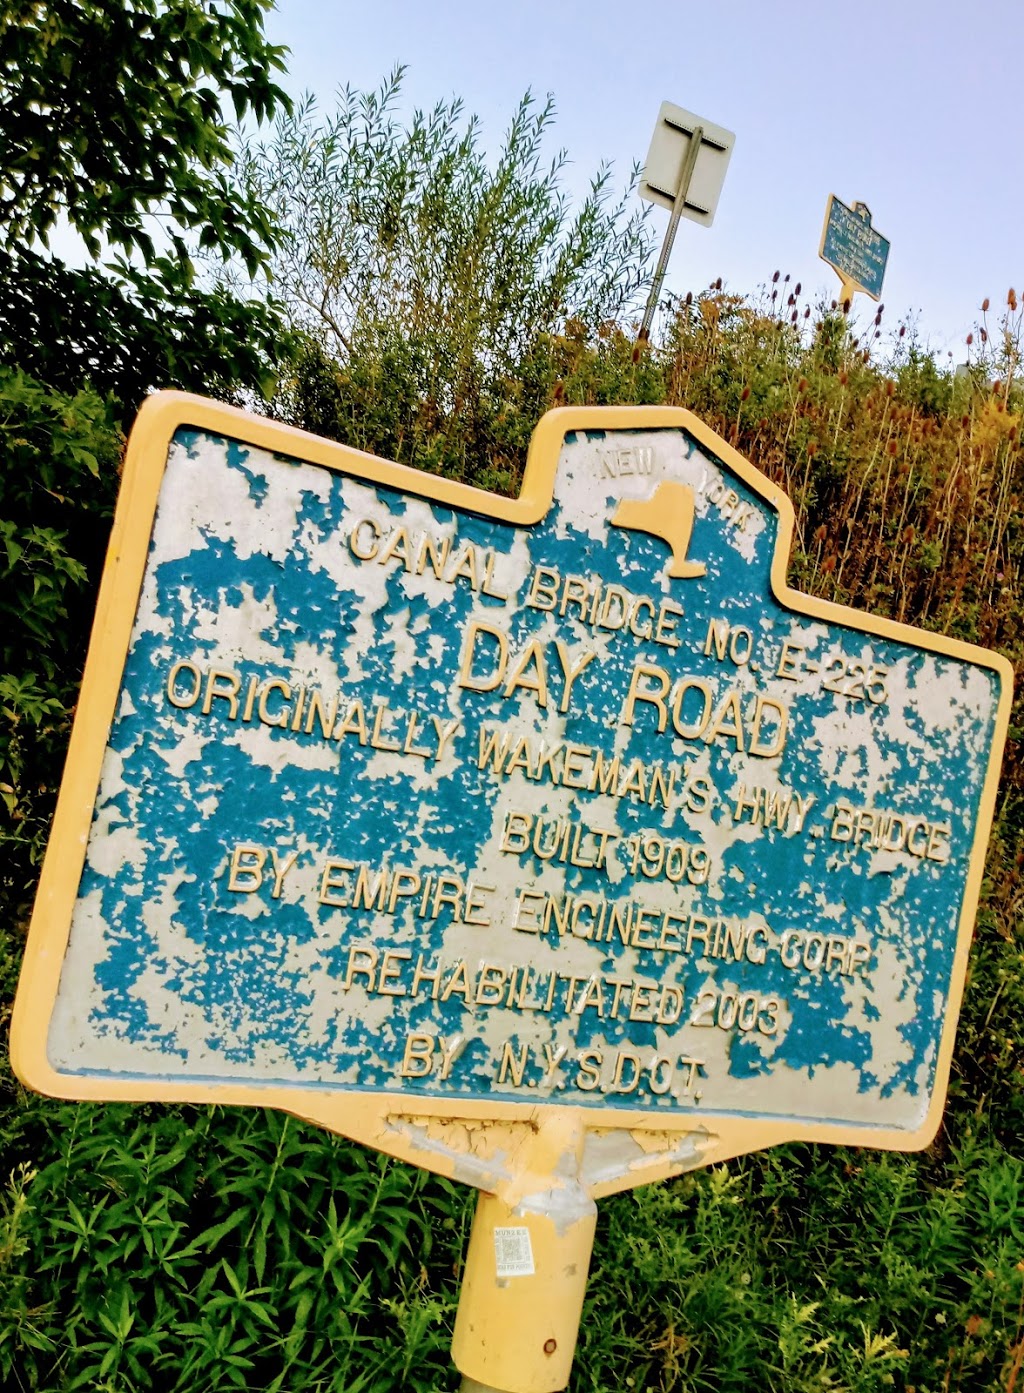 NEW YORK
CANAL BRIDGE NO. E-225
DAY ROAD
ORIGINALLY WAKEMAN'S HWY. BRIDGE
BUILT 1909
BY EMPIRE ENGINEERING CORP.
REHABILITATED 2003
BY N.Y.S.D.O.T.